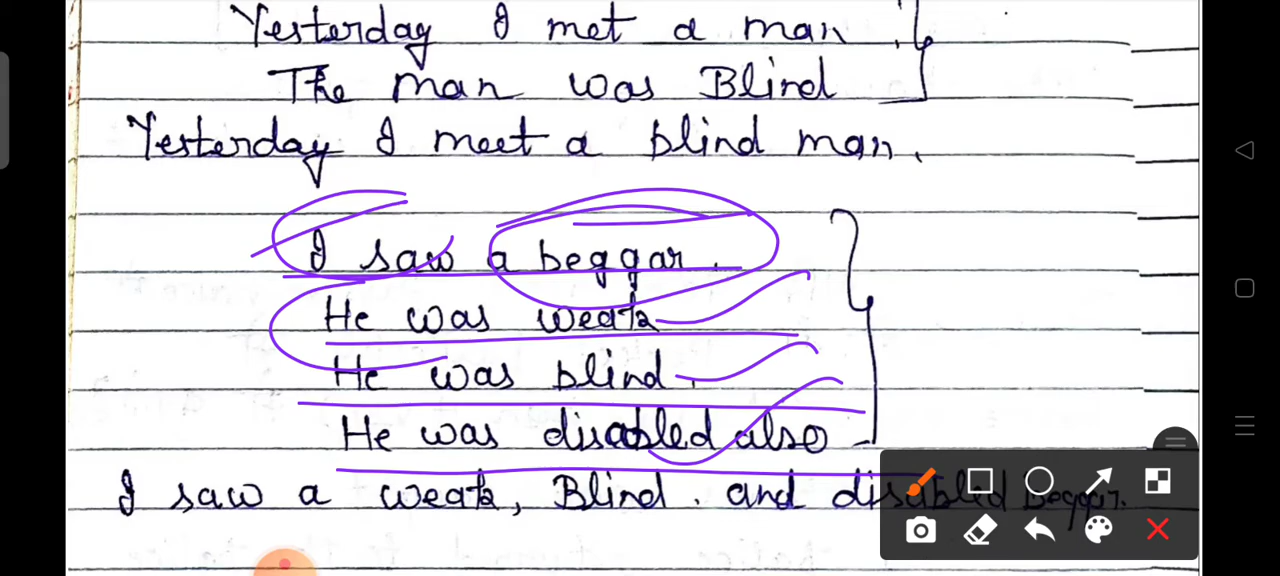 Yesterday I met a man.
The man was Blind
Yesterday I meet a blind man.
I saw a beggar.
He was weak
He was blind.
He was disabled also
I saw a weak, Blind. and disabled Beggar.